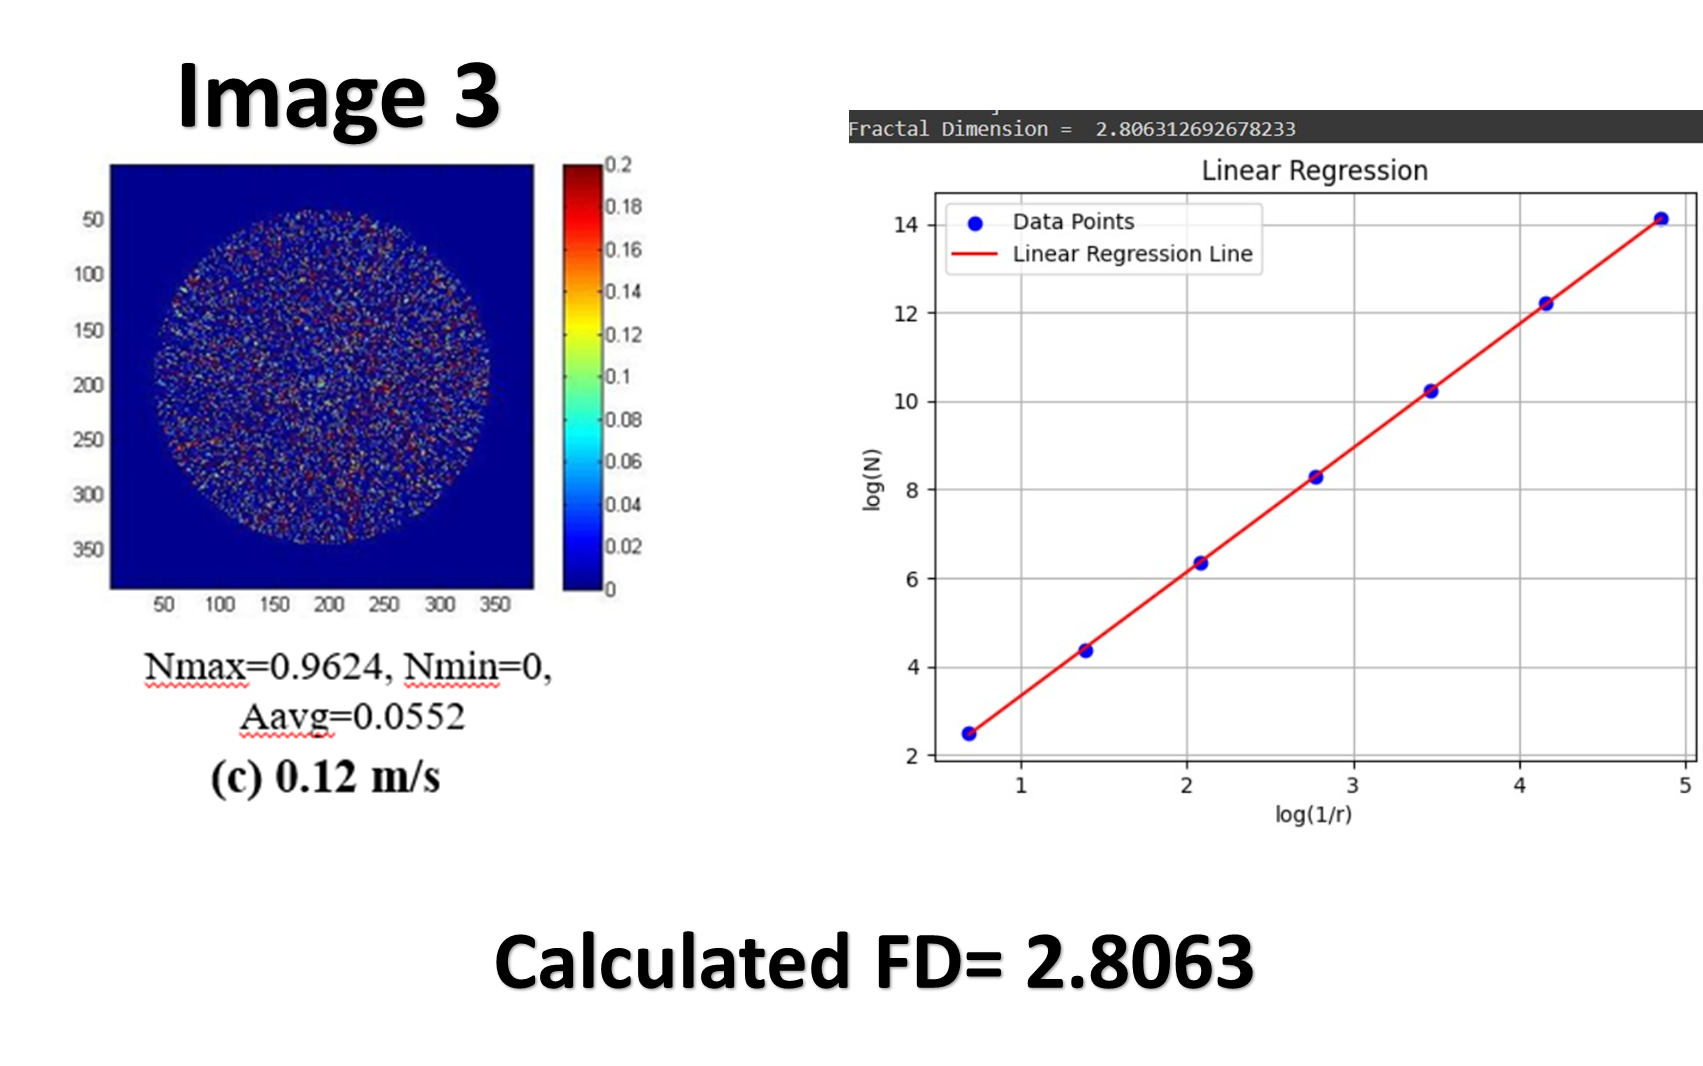 Image 3
0.2
0.18
0.16
0.14
0.12
0.1
0.08
0.06
0.04
0.02
0
50
100
150
200
250
300
350
50 100 150 200 250 300 350
Nmax=0.9624, Nmin=0,
Aavg=0.0552
(c) 0.12 m/s
Fractal Dimension = 2.806312692678233
Linear Regression
Data Points
Linear Regression Line
14
12
10
8
6
4
2
log(N)
1 2 3 4 5
log(1/r)
Calculated FD= 2.8063